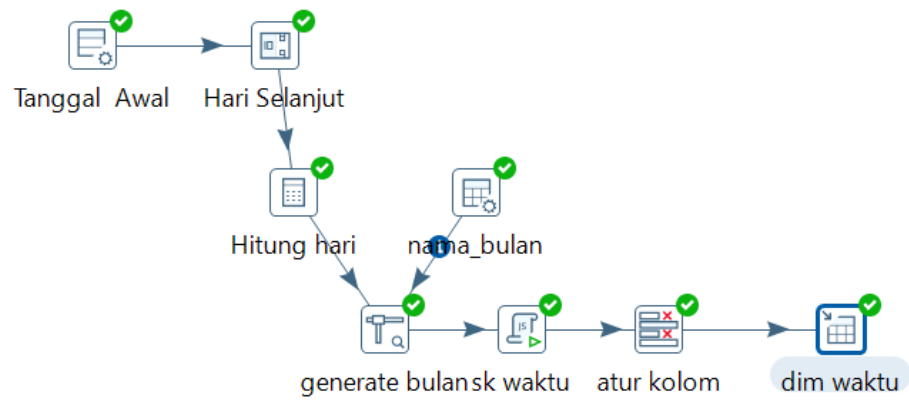 Tanggal  Awal
Hari Selanjut
Hitung hari
nama_bulan
generate bulan
sk waktu
atur kolom
dim waktu